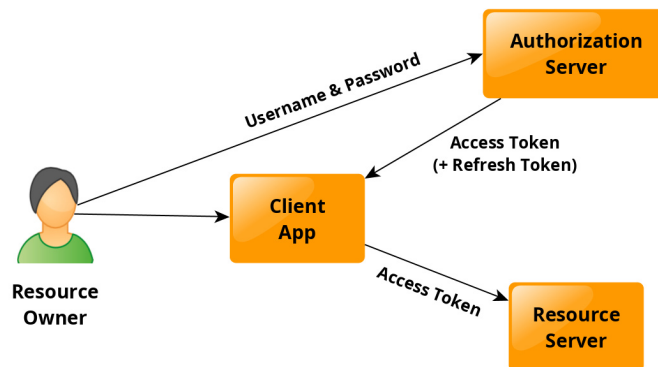 Authorization
Server
Username & Password
Access Token
(+ Refresh Token)
Client
App
Access Token
Resource
Owner
Resource
Server